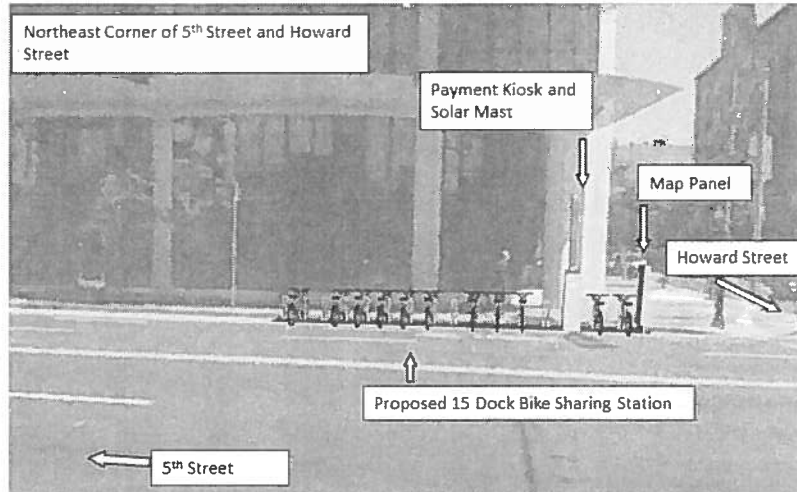 Northeast Corner of 5th Street and Howard
Street
Payment Kiosk and
Solar Mast
Map Panel
Howard Street
Proposed 15 Dock Bike Sharing Station
5th Street